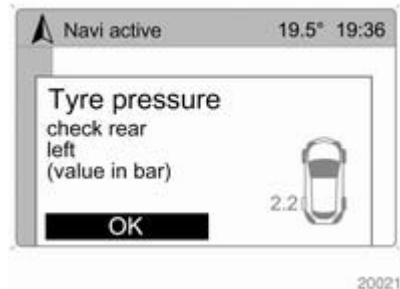 Navi active 19.5° 19:36
Tyre pressure
check rear
left
(value in bar)
2.2
OK
20021